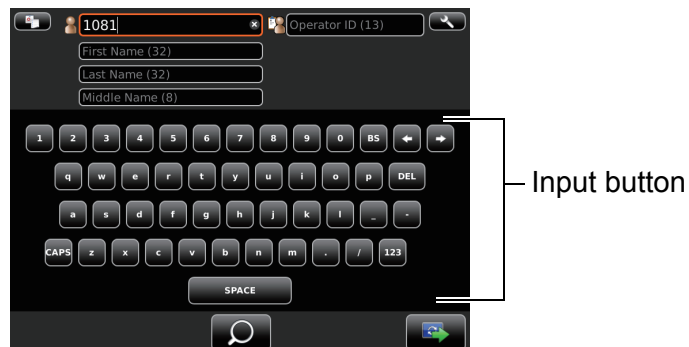 1081 Operator ID (13)
First Name (32)
Last Name (32)
Middle Name (8)
1 2 3 4 5 6 7 8 9 0 BS
q w e r t y u i o p DEL
a s d f g h j k l _ -
CAPS z x c v b n m . / 123
SPACE
Input button